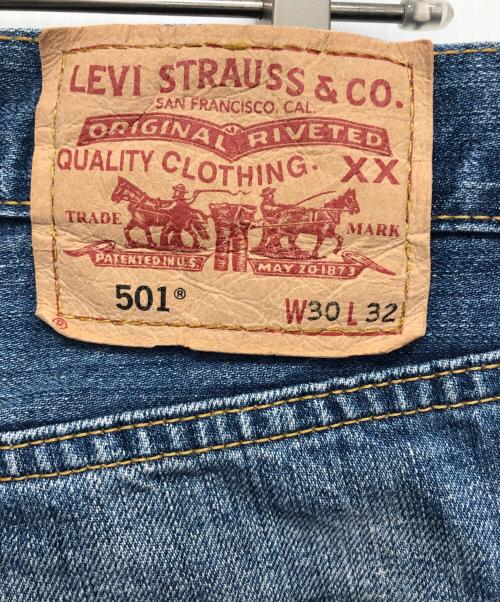 LEVI STRAUSS & CO.
SAN FRANCISCO. CAL.
ORIGINAL RIVETED
QUALITY CLOTHING. XX
TRADE MARK
PATENTED IN U.S. MAY 20 1873
501® W30 L 32
®